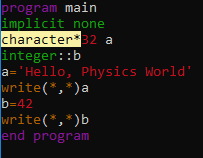 program main
implicit none
character*32 a
integer::b
a='Hello, Physics World'
write(*,*)a
b=42
write(*,*)b
end program